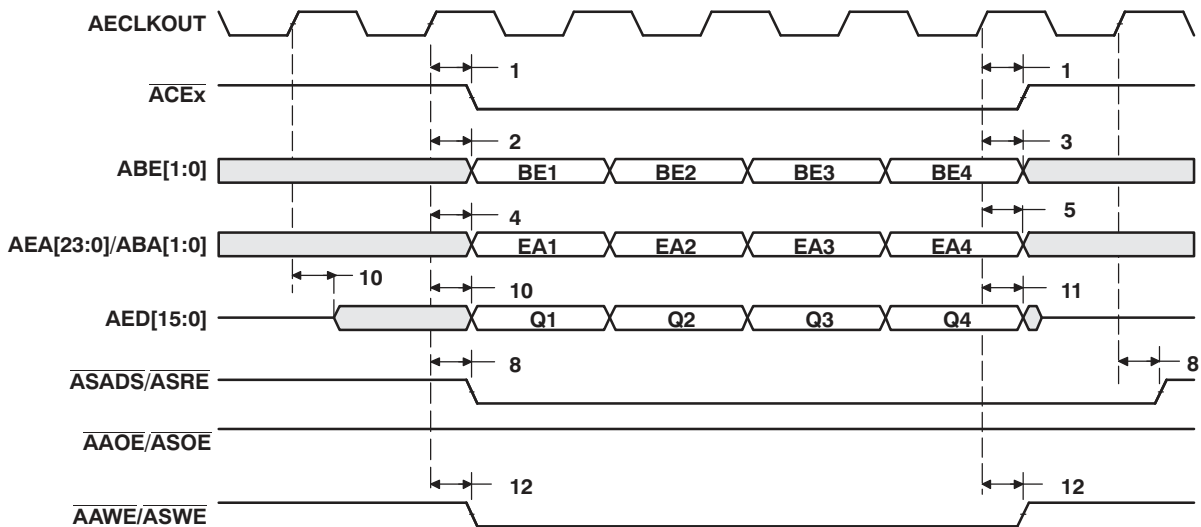 AECLKOUT
1 1
ACEx
2 3
ABE[1:0] BE1 BE2 BE3 BE4
4 5
AEA[23:0]/ABA[1:0] EA1 EA2 EA3 EA4
10 10 11
AED[15:0] Q1 Q2 Q3 Q4
8 8
ASADS/ASRE
AAOE/ASOE
12 12
AAWE/ASWE